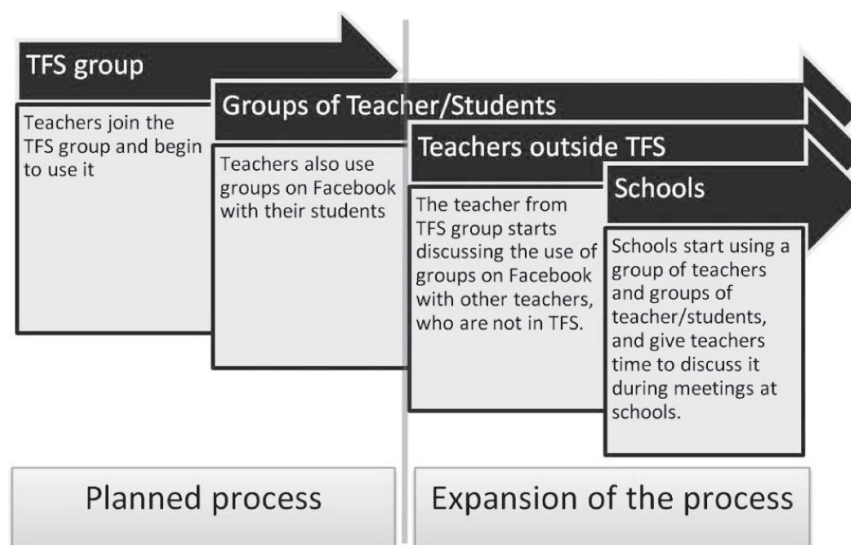 TFS group
Teachers join the
TFS group and begin
to use it
Groups of Teacher/Students
Teachers also use
groups on Facebook
with their students
Teachers outside TFS
The teacher from
TFS group starts
discussing the use of
groups on Facebook
with other teachers,
who are not in TFS.
Schools
Schools start using a
group of teachers
and groups of
teacher/students,
and give teachers
time to discuss it
during meetings at
schools.
Planned process
Expansion of the process